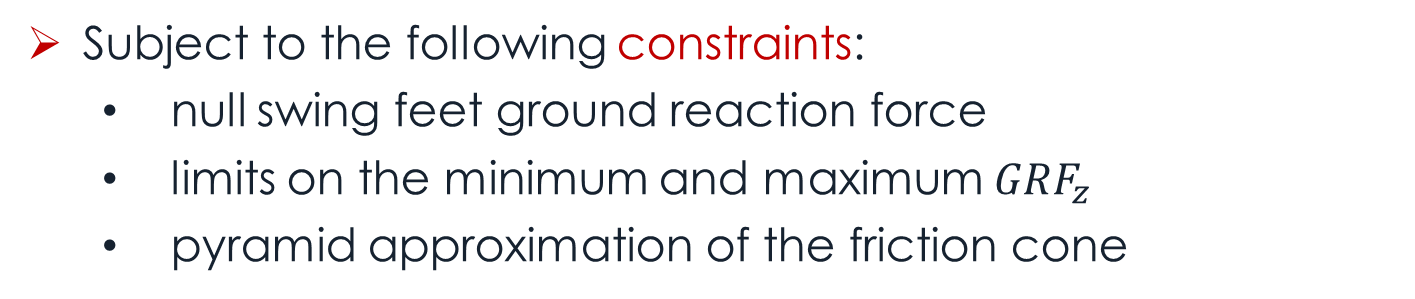 ➢ Subject to the following constraints:
• null swing feet ground reaction force
• limits on the minimum and maximum $GRF_z$
• pyramid approximation of the friction cone